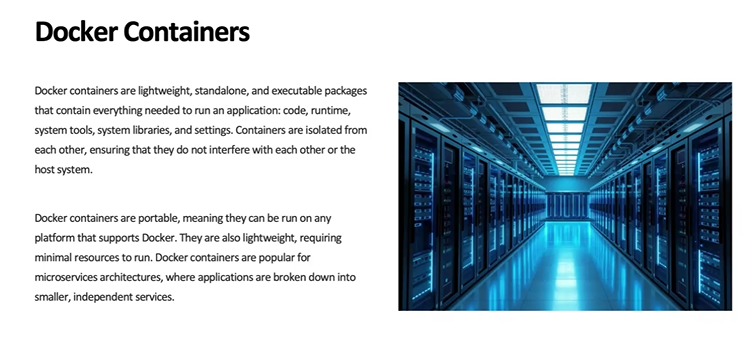 Docker Containers
Docker containers are lightweight, standalone, and executable packages
that contain everything needed to run an application: code, runtime,
system tools, system libraries, and settings. Containers are isolated from
each other, ensuring that they do not interfere with each other or the
host system.
Docker containers are portable, meaning they can be run on any
platform that supports Docker. They are also lightweight, requiring
minimal resources to run. Docker containers are popular for
microservices architectures, where applications are broken down into
smaller, independent services.